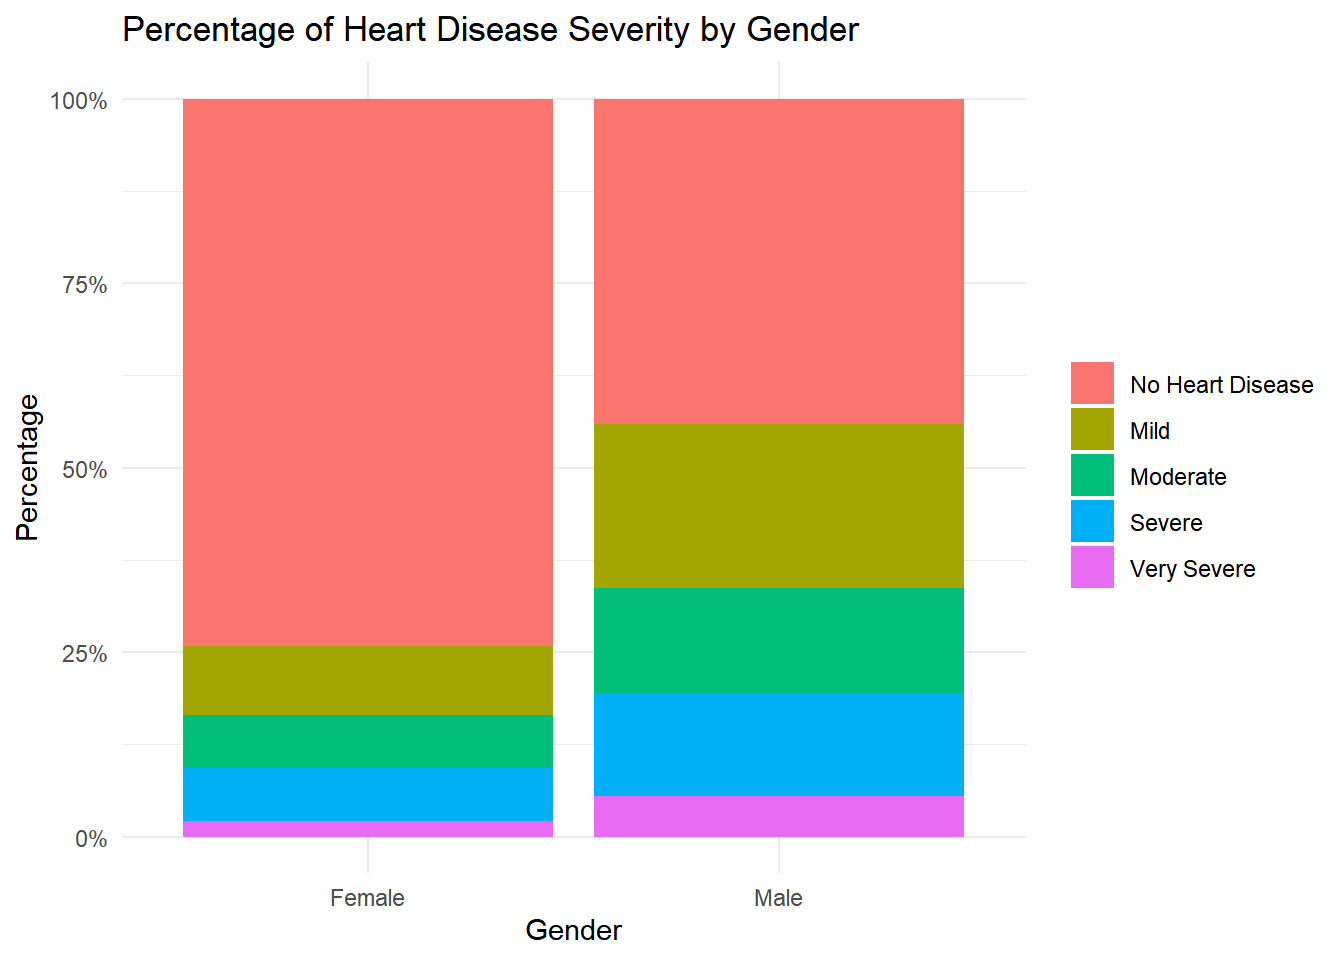 Percentage of Heart Disease Severity by Gender
Percentage
100%
75%
50%
25%
0%
Female
Male
Gender
No Heart Disease
Mild
Moderate
Severe
Very Severe